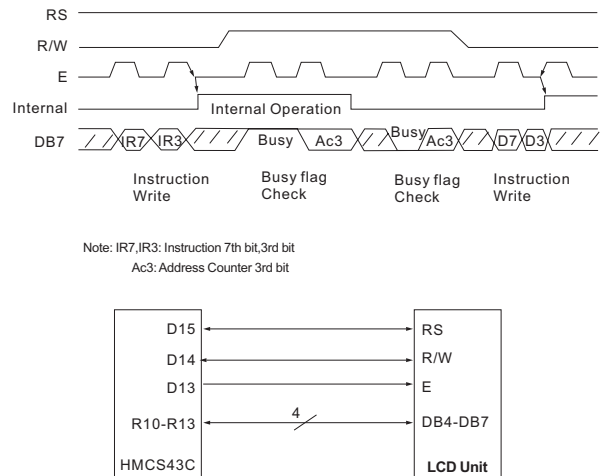 RS
R/W
E
Internal Internal Operation
DB7 IR7 IR3 Busy Ac3 Busy Ac3 D7 D3
Instruction Write Busy flag Check Busy flag Check Instruction Write
Note: IR7,IR3: Instruction 7th bit,3rd bit
Ac3: Address Counter 3rd bit
D15 RS
D14 R/W
D13 E
R10-R13 4 DB4-DB7
HMCS43C LCD Unit